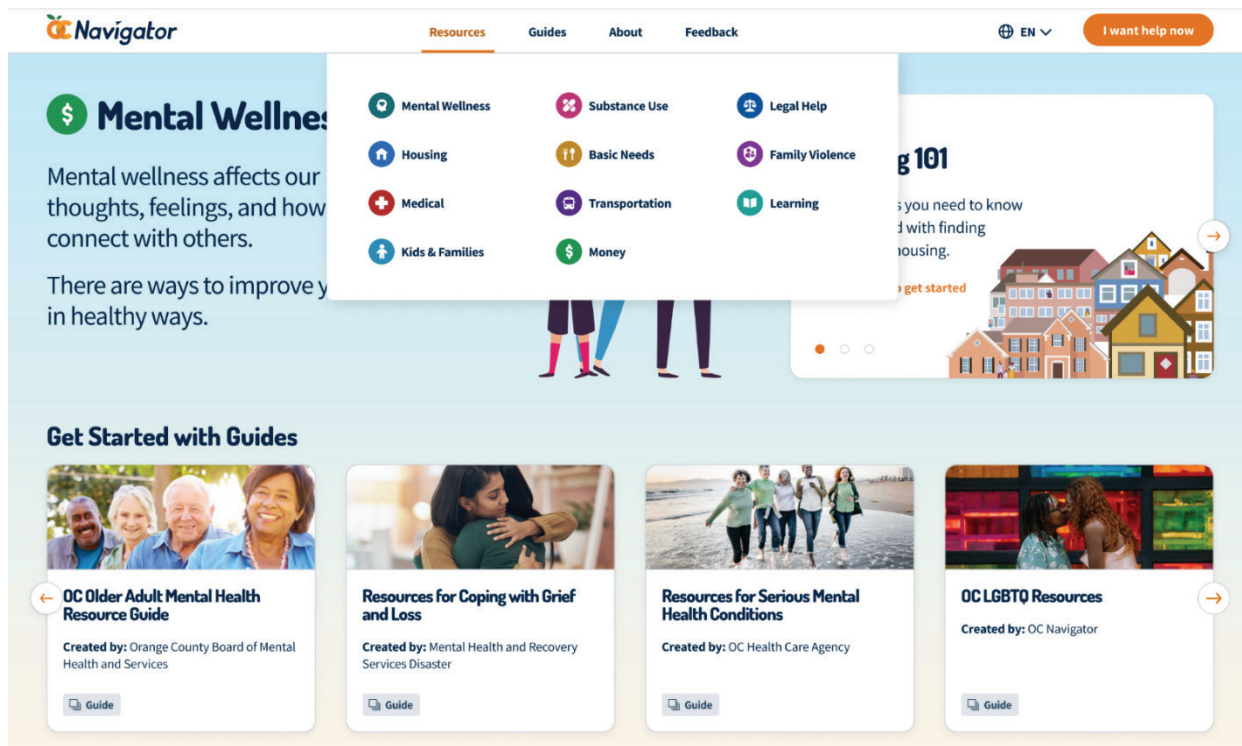 OC Navigator
Resources
Guides
About
Feedback
EN
I want help now
Mental Wellness
Substance Use
Legal Help
Housing
Basic Needs
Family Violence
Medical
Transportation
Learning
Kids & Families
Money
Mental Wellnes
Mental wellness affects our
thoughts, feelings, and how
connect with others.
There are ways to improve y
in healthy ways.
g 101
s you need to know
d with finding
housing.
o get started
Get Started with Guides
OC Older Adult Mental Health
Resource Guide
Created by: Orange County Board of Mental
Health and Services
Guide
Resources for Coping with Grief
and Loss
Created by: Mental Health and Recovery
Services Disaster
Guide
Resources for Serious Mental
Health Conditions
Created by: OC Health Care Agency
Guide
OC LGBTQ Resources
Created by: OC Navigator
Guide